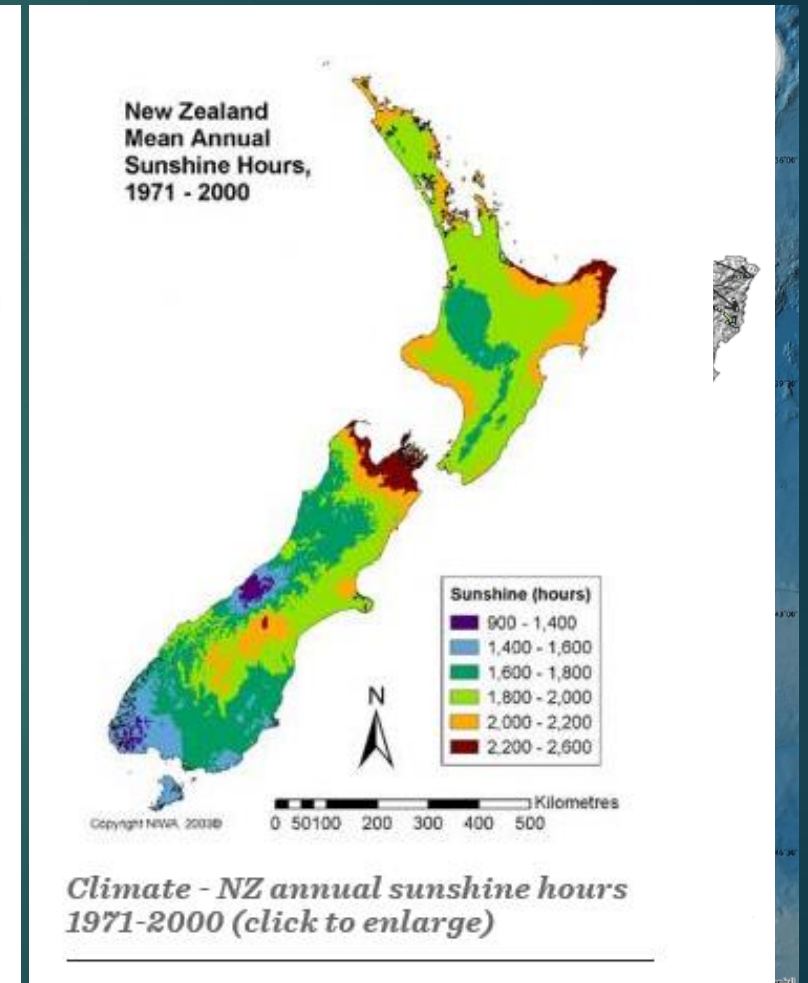 New Zealand
Mean Annual
Sunshine Hours,
1971 - 2000
Sunshine (hours)
900 - 1,400
1,400 - 1,600
1,600 - 1,800
1,800 - 2,000
2,000 - 2,200
2,200 - 2,600
N
Kilometres
0 50100 200 300 400 500
Copyright NIWA 2003©
Climate - NZ annual sunshine hours
1971-2000 (click to enlarge)